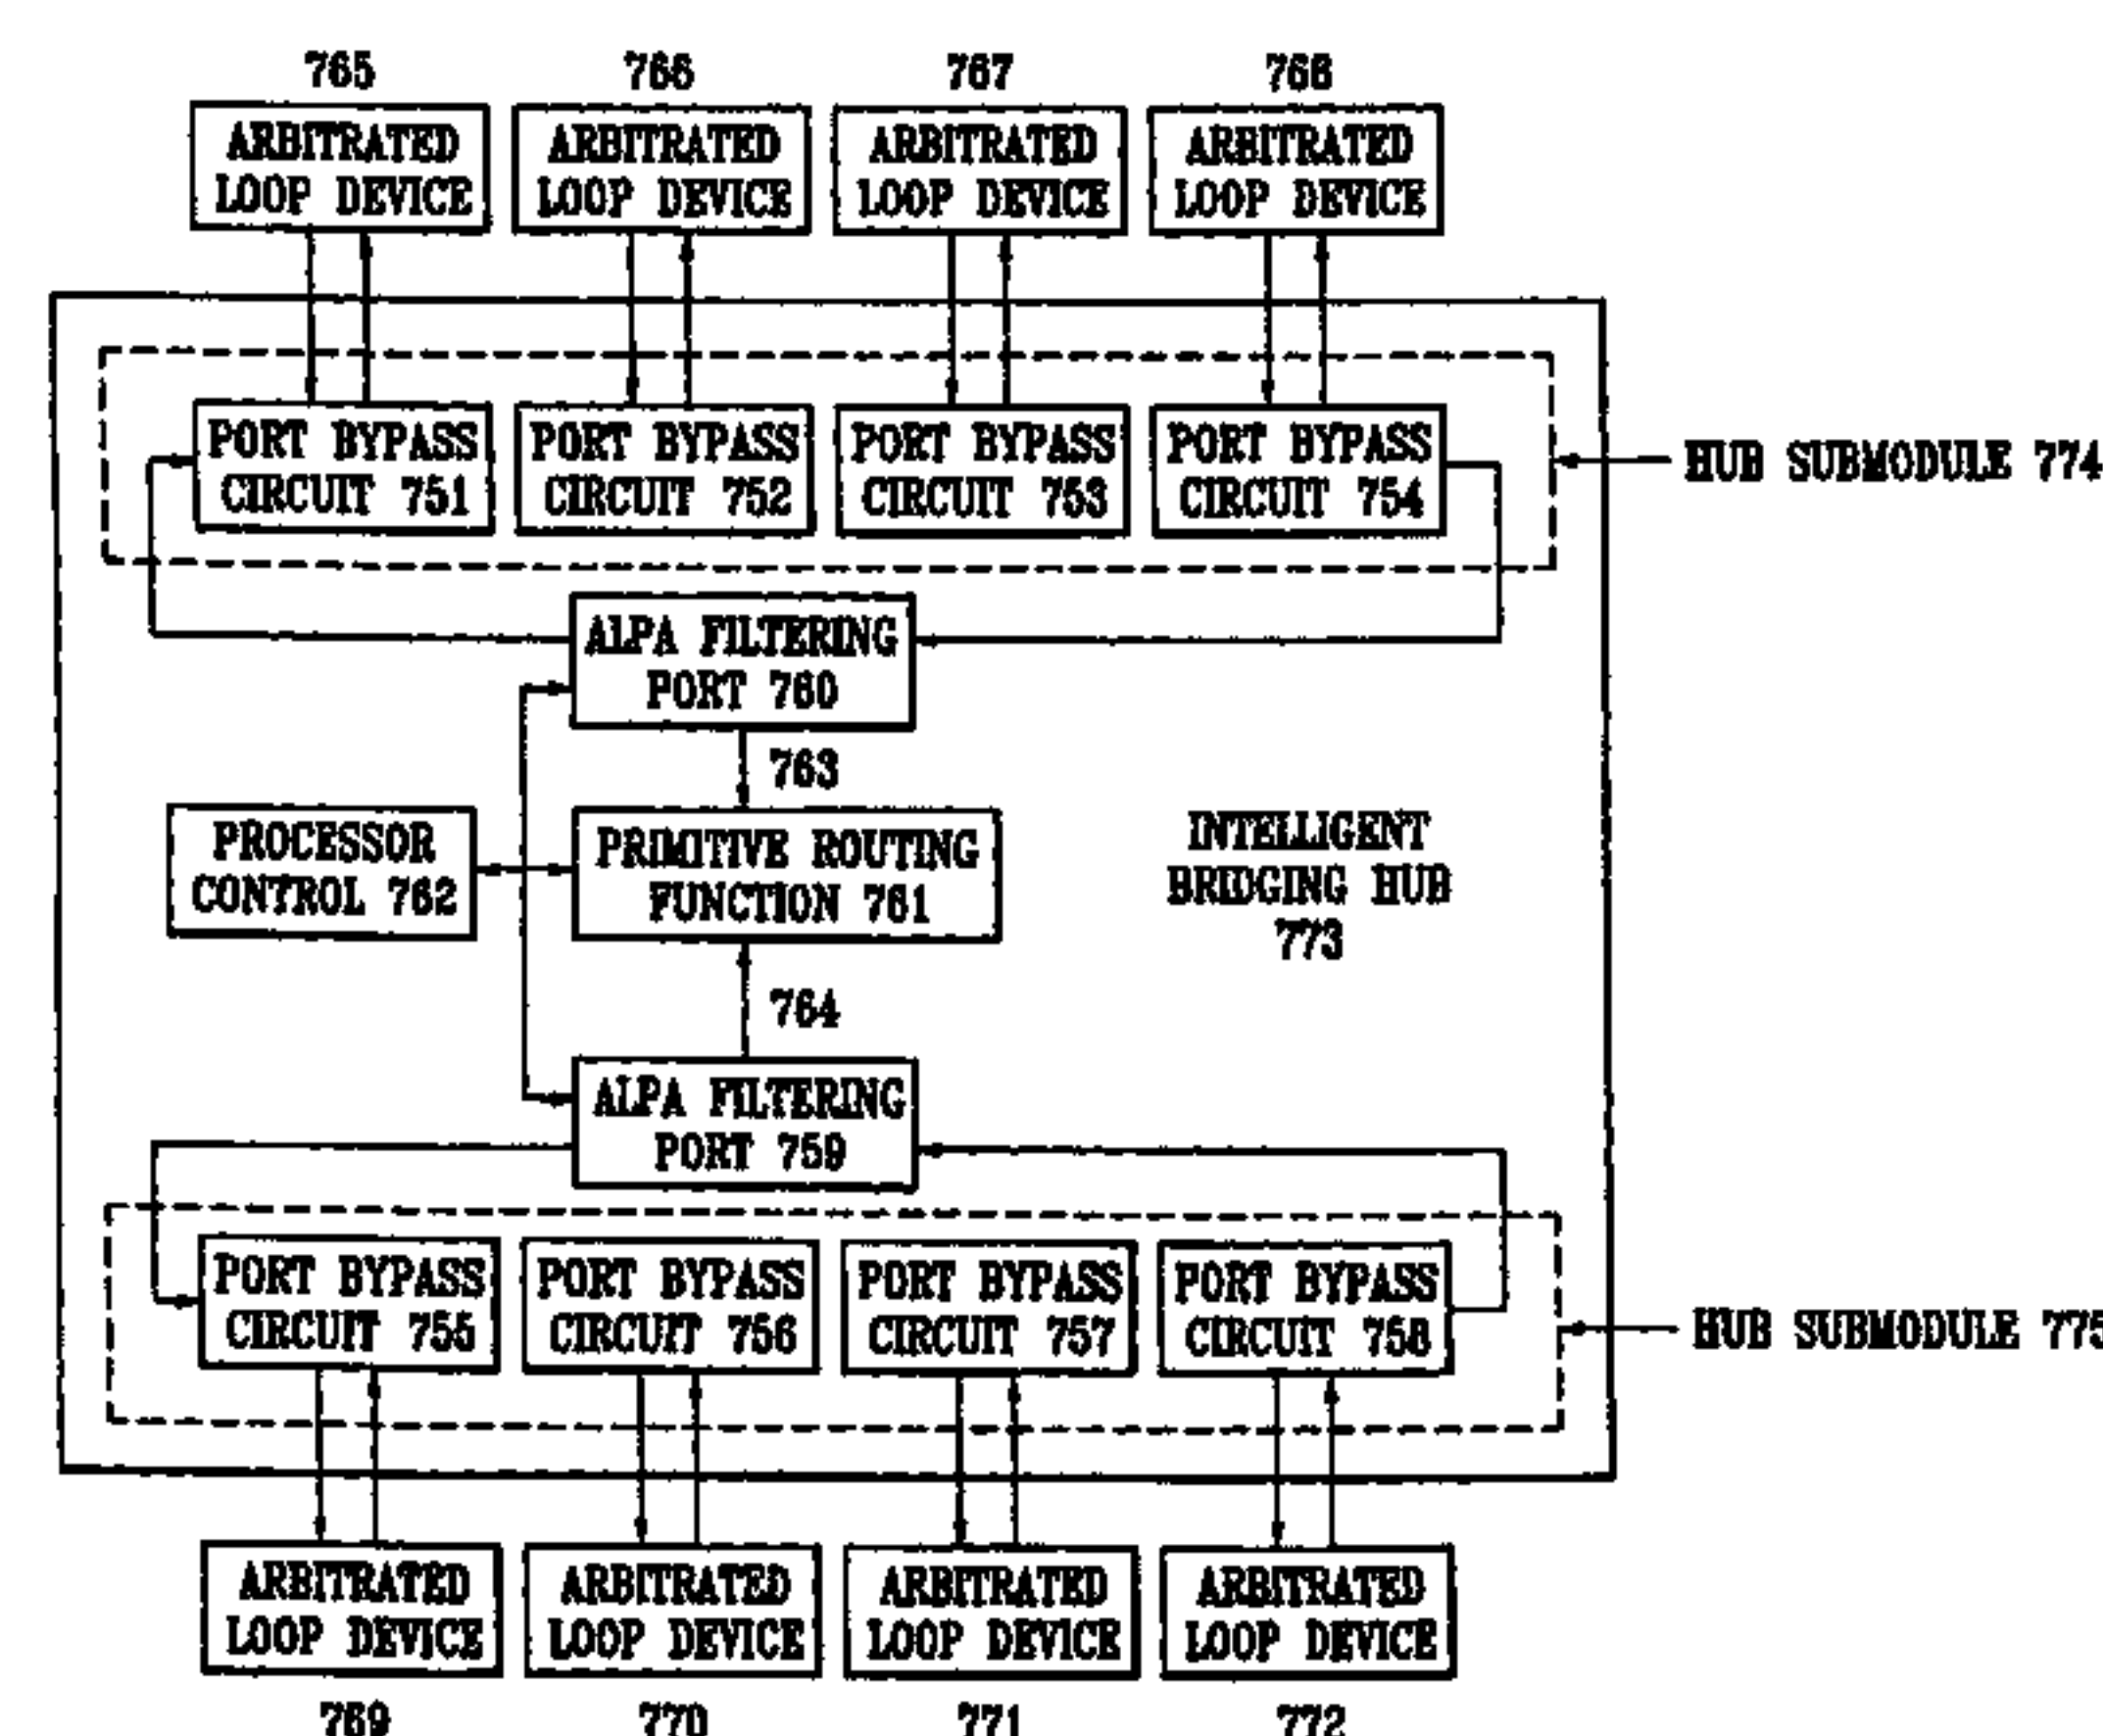 765 766 767 768
ARBITRATED
LOOP DEVICE
ARBITRATED
LOOP DEVICE
ARBITRATED
LOOP DEVICE
ARBITRATED
LOOP DEVICE
PORT BYPASS
CIRCUIT 751
PORT BYPASS
CIRCUIT 752
PORT BYPASS
CIRCUIT 753
PORT BYPASS
CIRCUIT 754
HUB SUBMODULE 774
ALPA FILTERING
PORT 760
763
PROCESSOR
CONTROL 762
PRIMITIVE ROUTING
FUNCTION 761
INTELLIGENT
BRIDGING HUB
773
764
ALPA FILTERING
PORT 759
PORT BYPASS
CIRCUIT 755
PORT BYPASS
CIRCUIT 756
PORT BYPASS
CIRCUIT 757
PORT BYPASS
CIRCUIT 758
HUB SUBMODULE 775
ARBITRATED
LOOP DEVICE
ARBITRATED
LOOP DEVICE
ARBITRATED
LOOP DEVICE
ARBITRATED
LOOP DEVICE
769 770 771 772